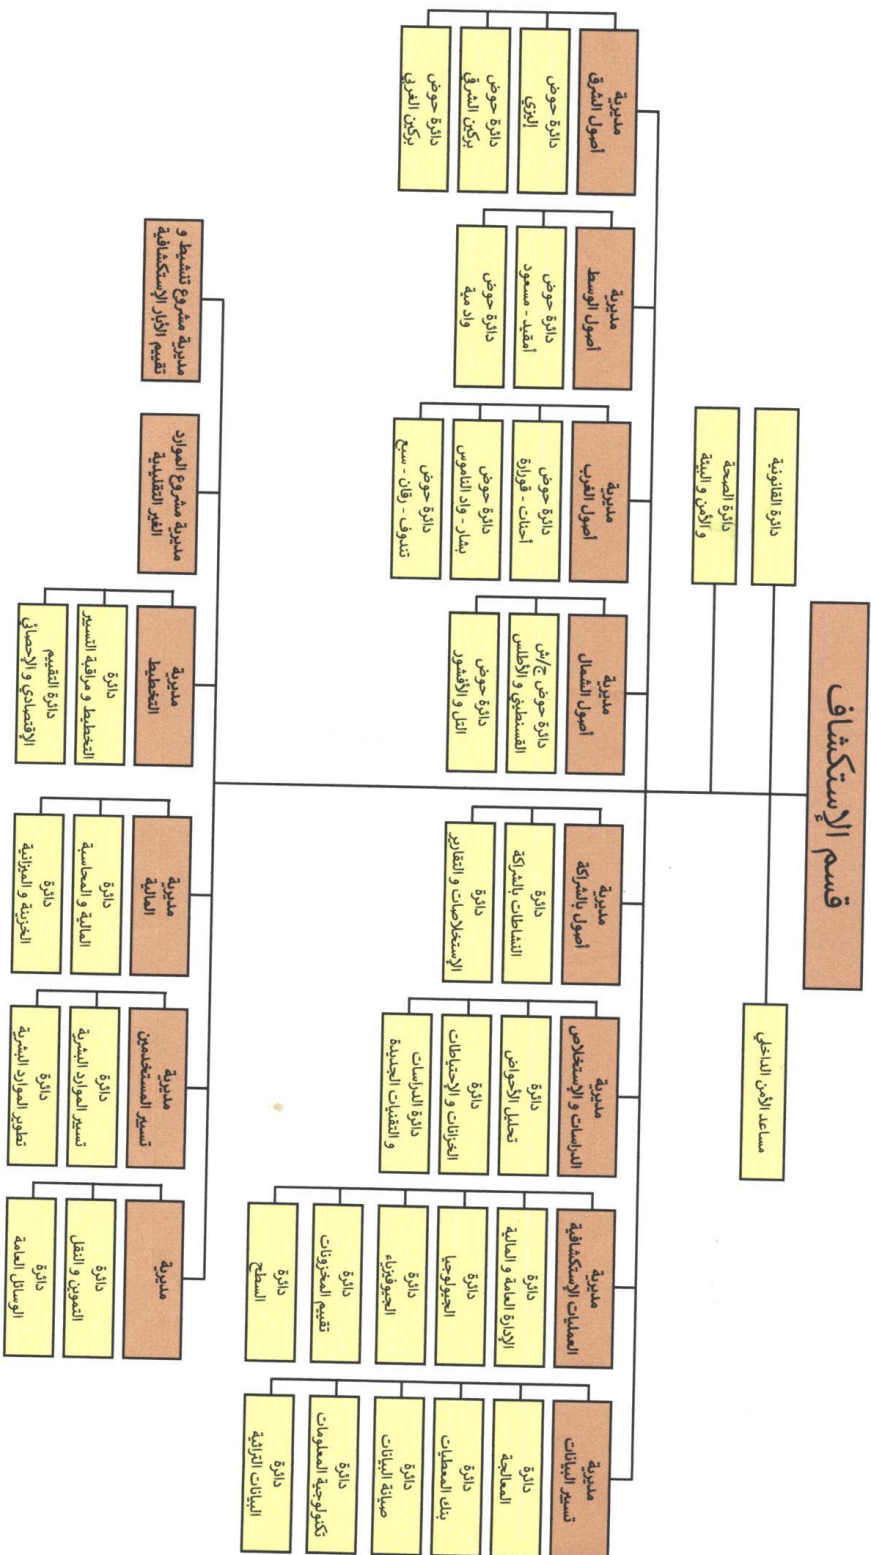 قسم الإستكشاف
دائرة القانونية
مساعد الأمن الداخلي
دائرة الصحة
و الأمن و البيئة
مديرية
أصول الشرق
دائرة حوض
إليزي
دائرة حوض
بركين الشرقي
دائرة حوض
بركين الغربي
مديرية
أصول الوسط
دائرة حوض
أمقيد - مسعود
دائرة حوض
واد مية
مديرية
أصول الغرب
دائرة حوض
أحنات - قورارة
دائرة حوض
بشار - واد الناموس
دائرة حوض
تندوف - رقان - سبع
مديرية
أصول الشمال
دائرة حوض ج/ش
القسنطيني و الأطلس
دائرة حوض
التل و الأفشور
مديرية
أصول بالشراكة
دائرة
النشاطات بالشراكة
دائرة
الإستخلاصات و التقارير
مديرية
الدراسات و الإستخلاص
دائرة
تحليل الأحواض
دائرة
الخزانات و الإحتياطات
دائرة الدراسات
و التقنيات الجديدة
مديرية
العمليات الإستكشافية
دائرة
الإدارة العامة و المالية
دائرة
الجيولوجيا
دائرة
الجيوفيزياء
دائرة
تقييم المخزونات
دائرة
السطح
مديرية
تسيير البيانات
دائرة
المعالجة
دائرة
بنك المعطيات
دائرة
صيانة البيانات
دائرة
تكنولوجية المعلومات
دائرة
البيانات التراثية
مديرية مشروع تنشيط و
تقييم الأبار الإستكشافية
مديرية مشروع الموارد
الغير التقليدية
مديرية
التخطيط
دائرة
التخطيط و مراقبة التسيير
دائرة التقييم
الإقتصادي و الإحصائي
مديرية
المالية
دائرة
المالية و المحاسبة
دائرة
الخزينة و الميزانية
مديرية
تسيير المستخدمين
دائرة
تسيير الموارد البشرية
دائرة
تطوير الموارد البشرية
مديرية
دائرة
التموين و النقل
دائرة
الوسائل العامة